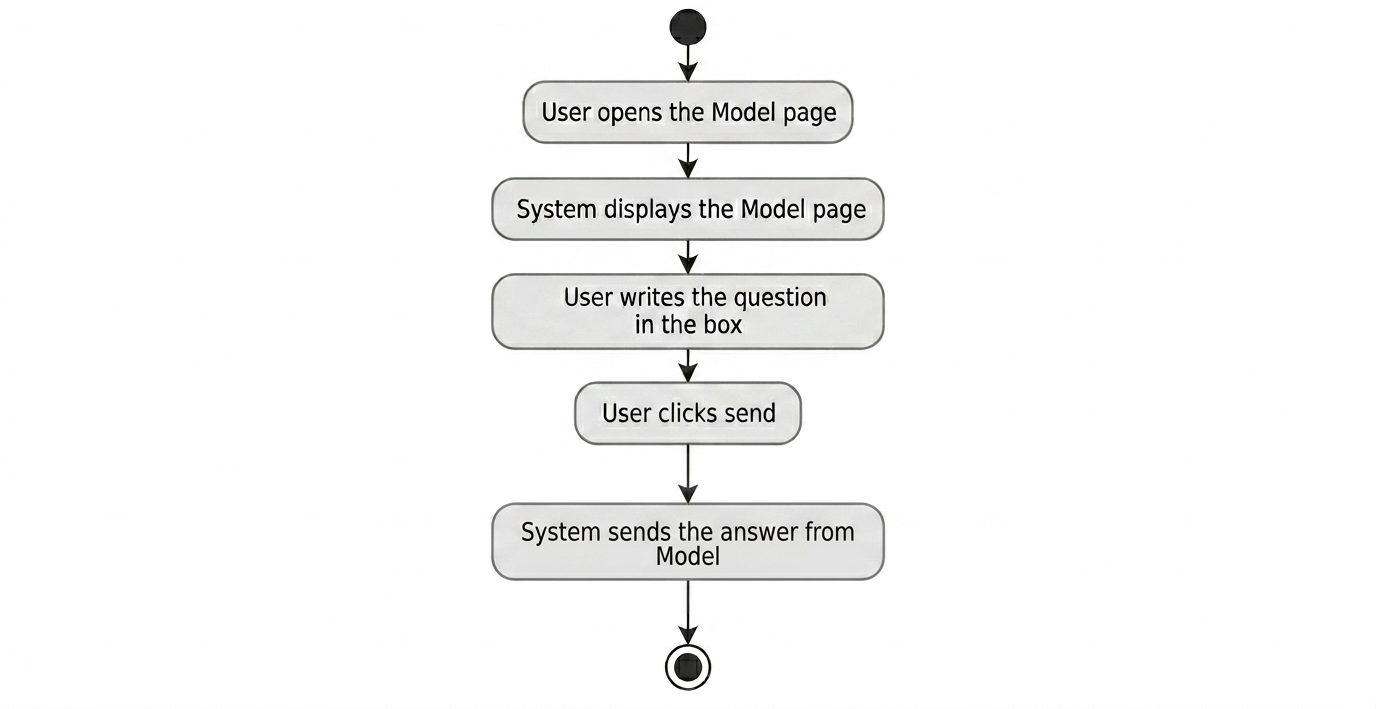 User opens the Model page
System displays the Model page
User writes the question
in the box
User clicks send
System sends the answer from
Model